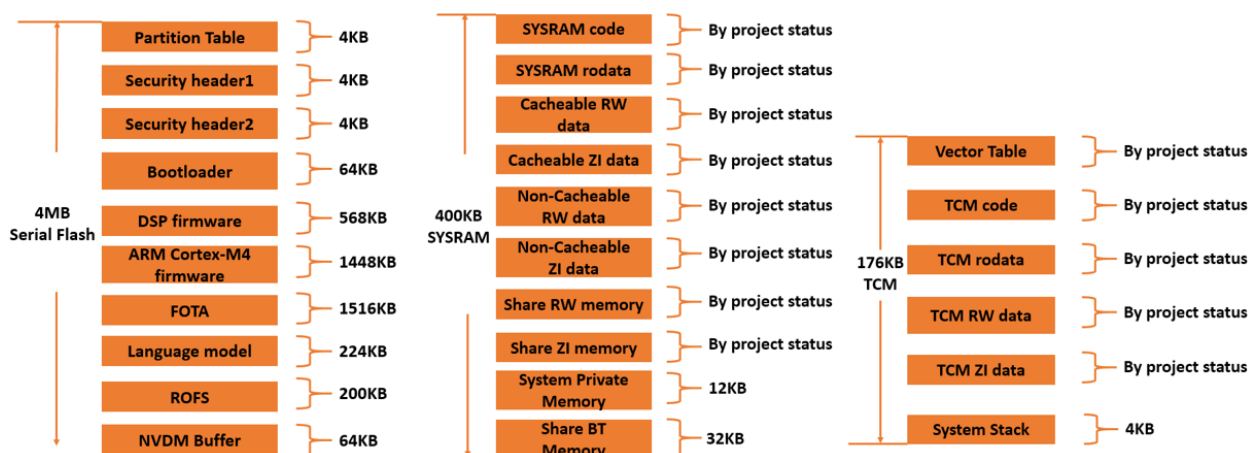 Partition Table
4KB
Security header1
4KB
Security header2
4KB
Bootloader
64KB
4MB
Serial Flash
DSP firmware
568KB
ARM Cortex-M4
firmware
1448KB
FOTA
1516KB
Language model
224KB
ROFS
200KB
NVDM Buffer
64KB
SYSRAM code
By project status
SYSRAM rodata
By project status
Cacheable RW
data
By project status
Cacheable ZI data
By project status
400KB
SYSRAM
Non-Cacheable
RW data
By project status
Non-Cacheable
ZI data
By project status
Share RW memory
By project status
Share ZI memory
By project status
System Private
Memory
12KB
Share BT
Memory
32KB
176KB
TCM
Vector Table
By project status
TCM code
By project status
TCM rodata
By project status
TCM RW data
By project status
TCM ZI data
By project status
System Stack
4KB